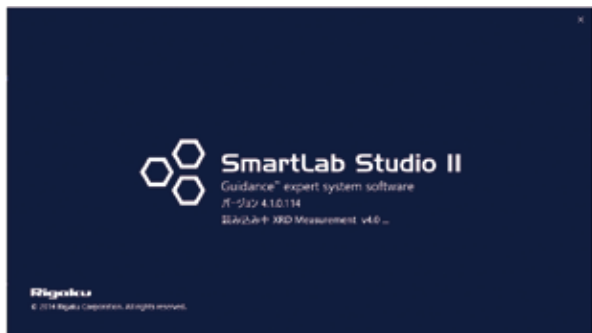 SmartLab Studio II
Guidance™ expert system software
バージョン 4.1.0.114
読み込み中 XRD Measurement v4.0 ...
Rigaku
© 2014 Rigaku Corporation. All rights reserved.